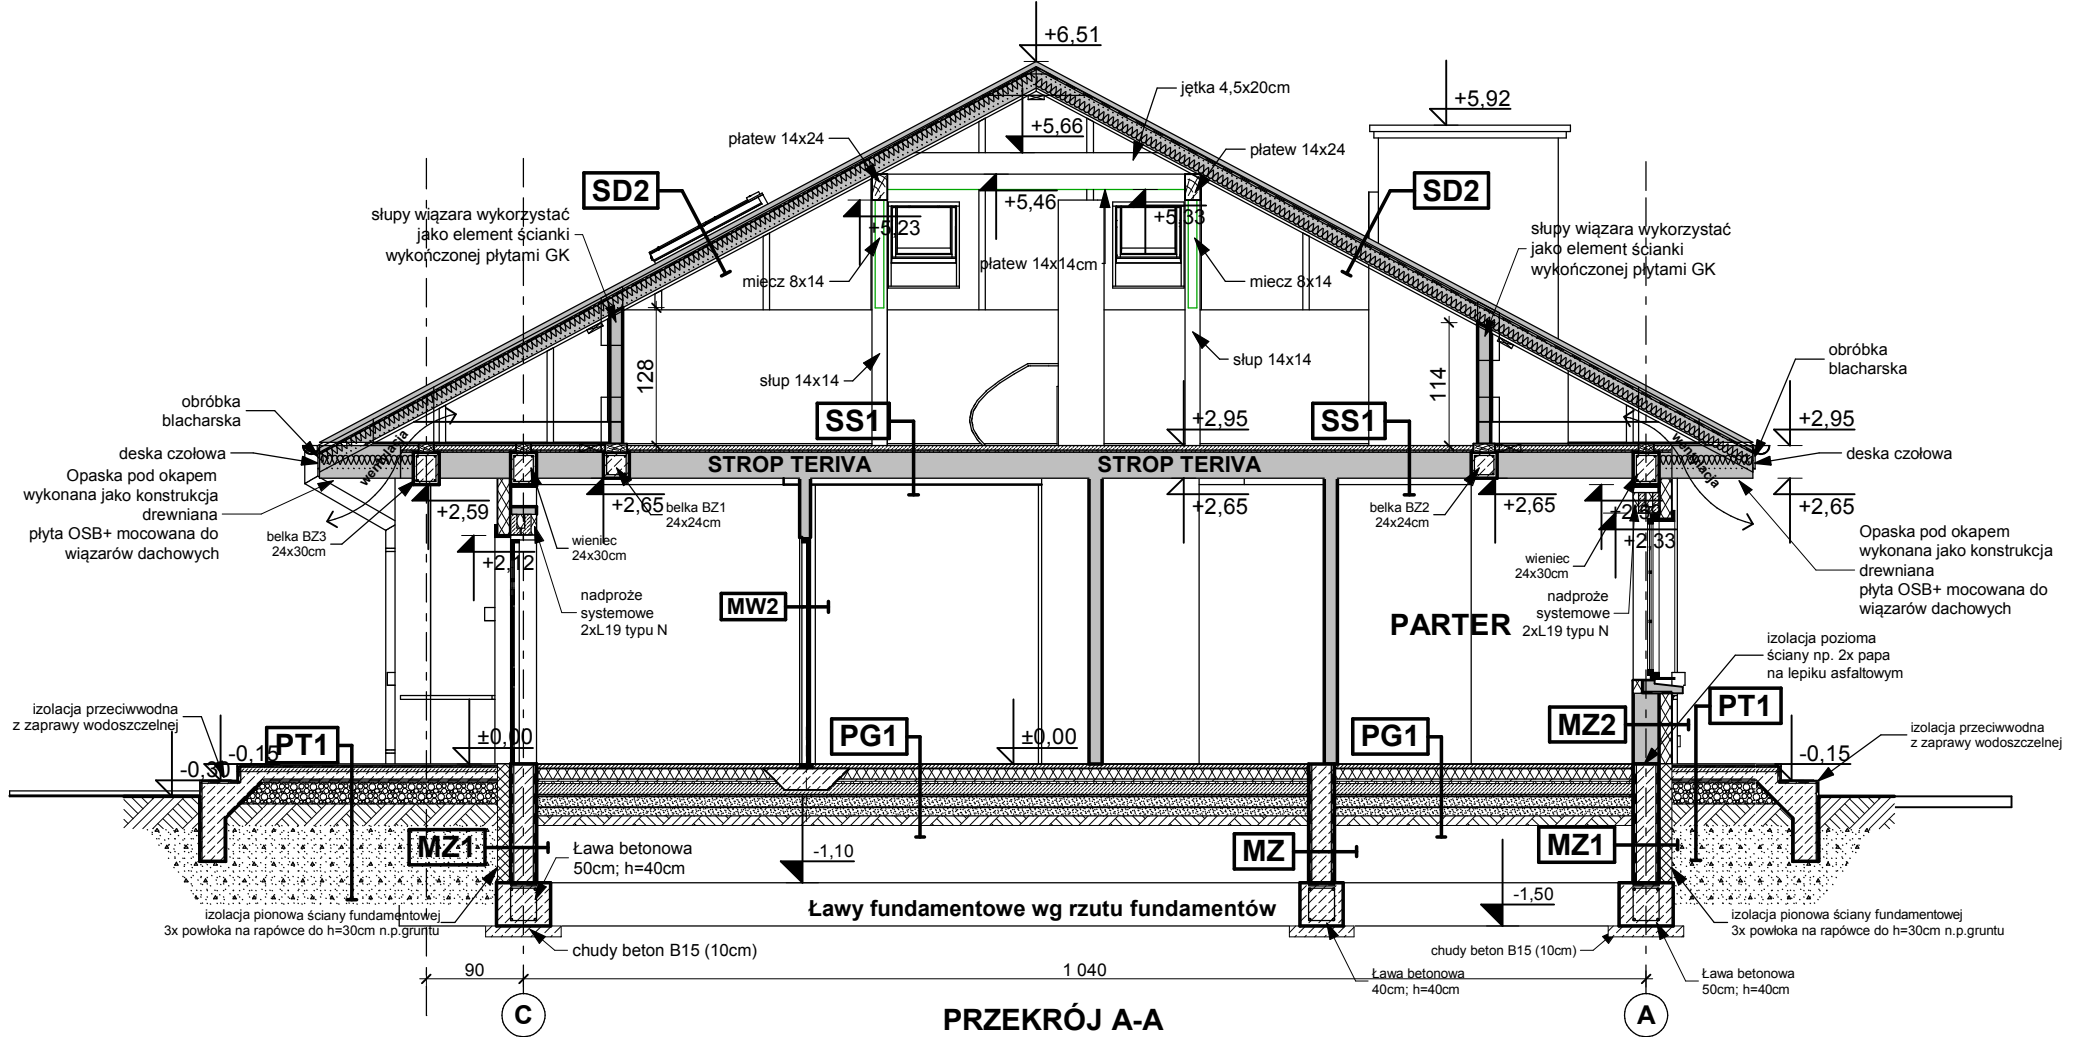 +6,51
jętka 4,5x20cm
+5,92
+5,66
płatew 14x24
płatew 14x24
SD2
SD2
+5,46
+5,33
+5,23
słupy wiązara wykorzystać
jako element ścianki
wykończonej płytami GK
słupy wiązara wykorzystać
jako element ścianki
wykończonej płytami GK
miecz 8x14
płatew 14x14cm
miecz 8x14
słup 14x14
słup 14x14
128
114
obróbka
blacharska
obróbka
blacharska
SS1
SS1
+2,95
+2,95
wentylacja
wentylacja
deska czołowa
deska czołowa
STROP TERIVA
STROP TERIVA
Opaska pod okapem
wykonana jako konstrukcja
drewniana
płyta OSB+ mocowana do
wiązarów dachowych
+2,59
+2,65
belka BZ1
24x24cm
+2,65
belka BZ2
24x24cm
+2,65
+2,65
belka BZ3
24x30cm
wieniec
24x30cm
+2,12
+2,33
wieniec
24x30cm
Opaska pod okapem
wykonana jako konstrukcja
drewniana
płyta OSB+ mocowana do
wiązarów dachowych
nadproże
systemowe
2xL19 typu N
MW2
PARTER
nadproże
systemowe
2xL19 typu N
izolacja pozioma
ściany np. 2x papa
na lepiku asfaltowym
izolacja przeciwwodna
z zaprawy wodoszczelnej
PT1
±0,00
PG1
±0,00
PG1
MZ2
PT1
izolacja przeciwwodna
z zaprawy wodoszczelnej
-0,30
-0,15
-0,15
MZ1
Ława betonowa
50cm; h=40cm
-1,10
MZ
MZ1
-1,50
Ławy fundamentowe wg rzutu fundamentów
izolacja pionowa ściany fundamentowej
3x powłoka na rapówce do h=30cm n.p.gruntu
izolacja pionowa ściany fundamentowej
3x powłoka na rapówce do h=30cm n.p.gruntu
chudy beton B15 (10cm)
chudy beton B15 (10cm)
90
1 040
Ława betonowa
40cm; h=40cm
Ława betonowa
50cm; h=40cm
C
PRZEKRÓJ A-A
A